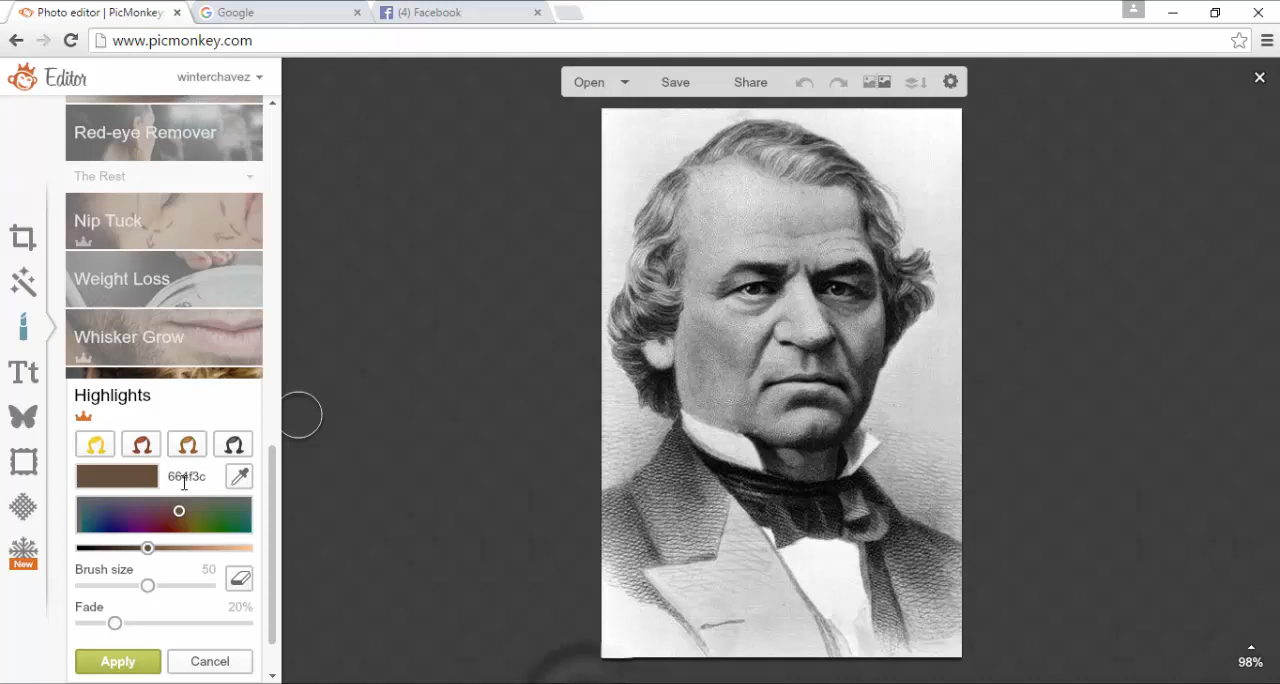 Photo editor | PicMonkey
Google
(4) Facebook
www.picmonkey.com
Editor
winterchavez
Open
Save
Share
Red-eye Remover
The Rest
Nip Tuck
Weight Loss
Whisker Grow
Highlights
664f3c
Brush size 50
Fade 20%
Apply
Cancel
Tt
New
98%